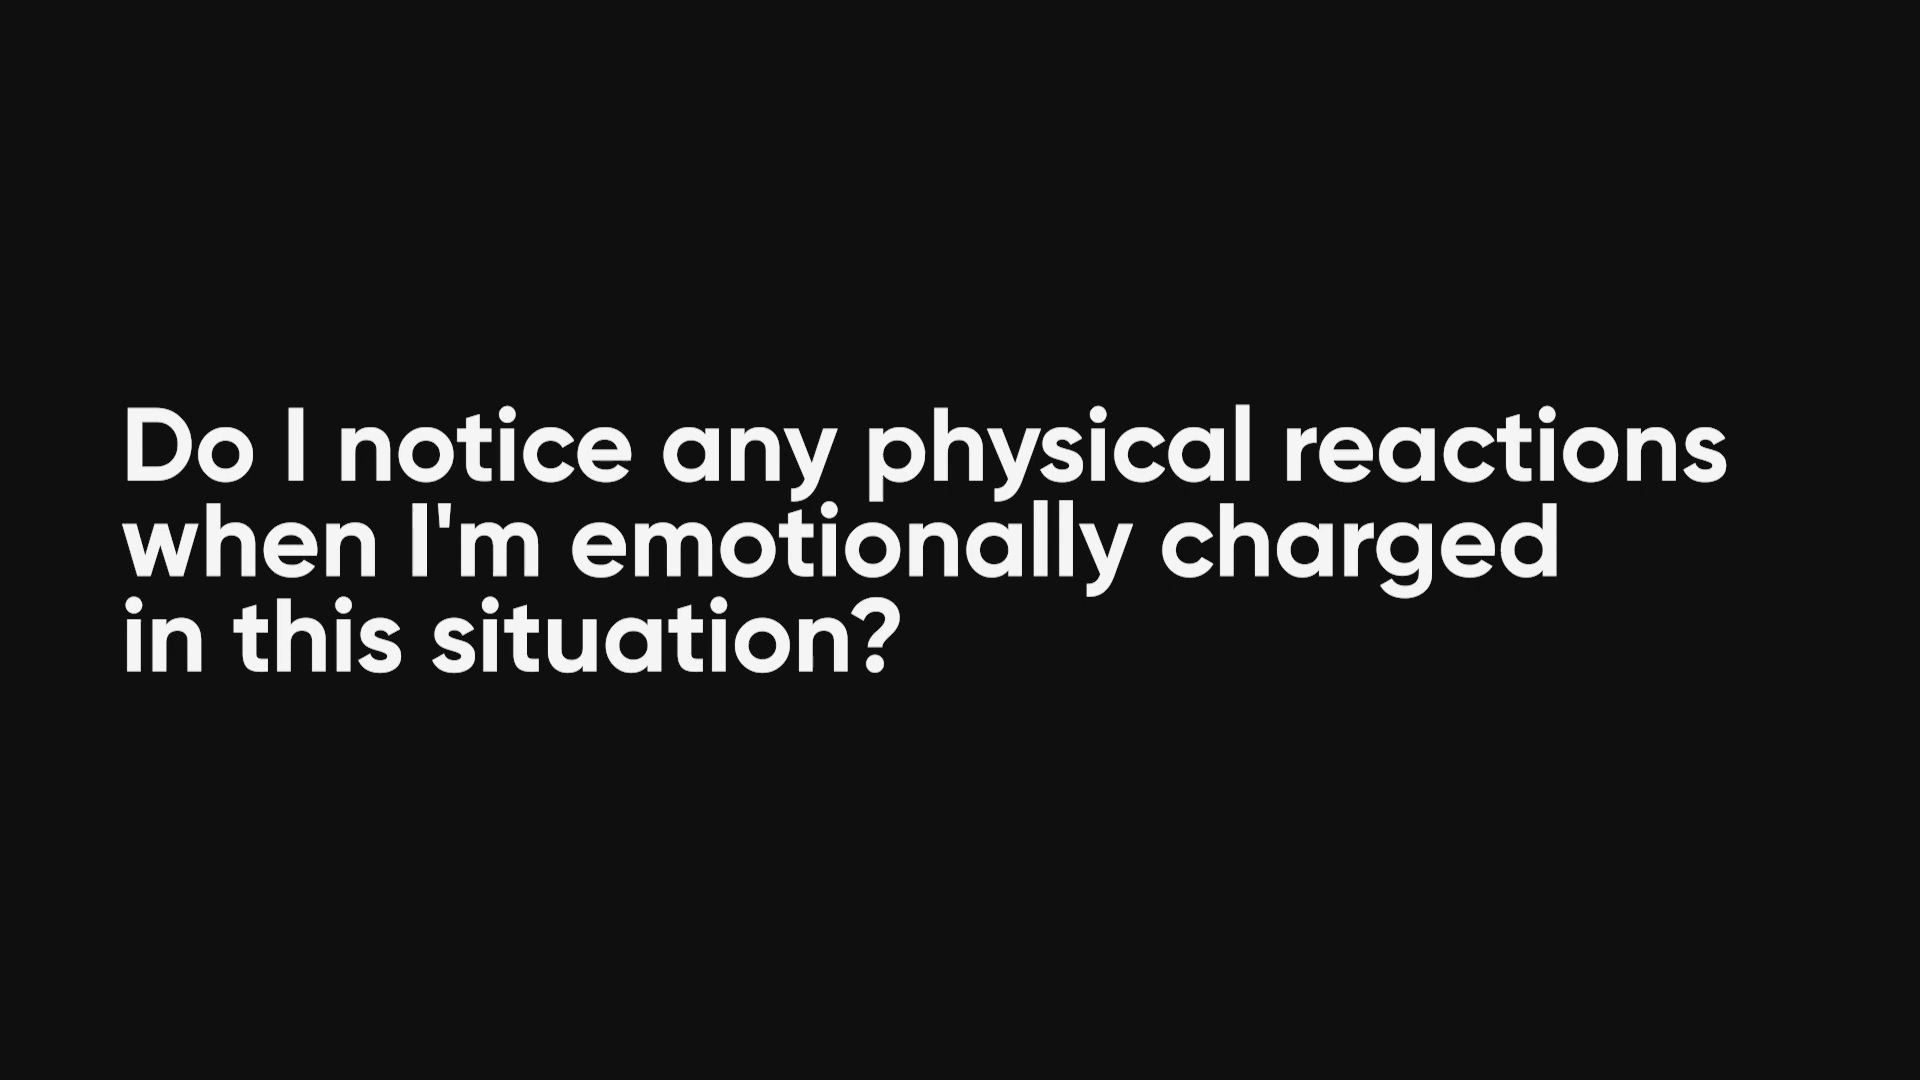 Do I notice any physical reactions
when I'm emotionally charged
in this situation?